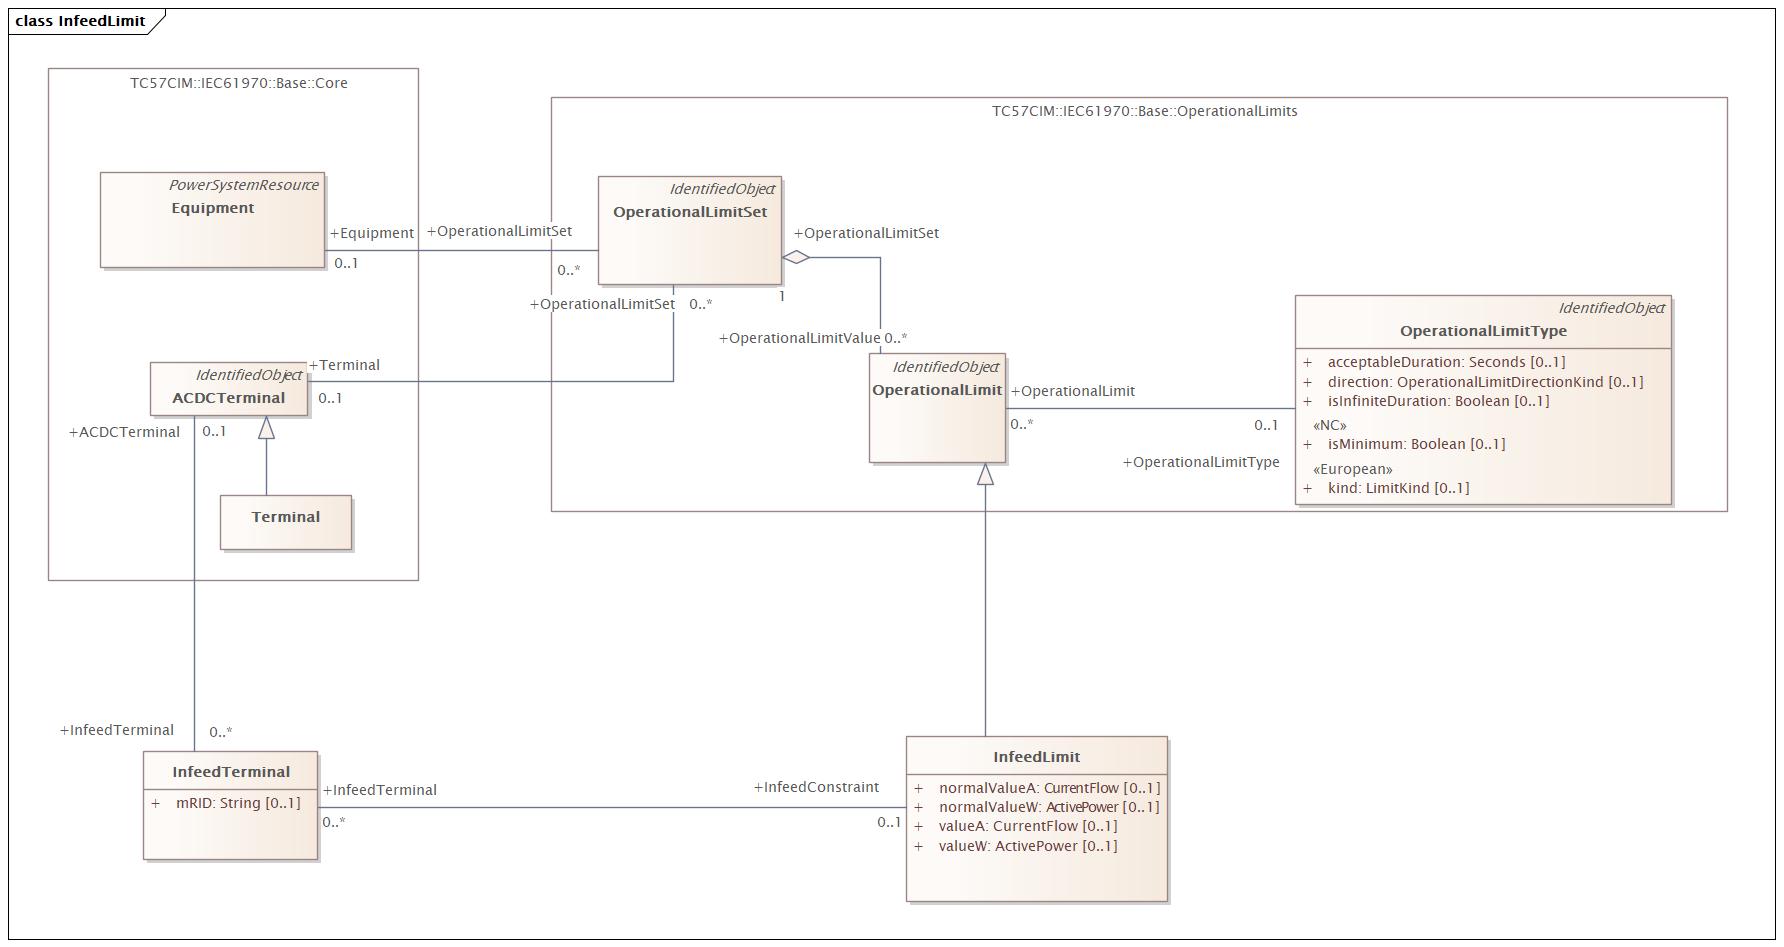 class InfeedLimit
TC57CIM::IEC61970::Base::Core
TC57CIM::IEC61970::Base::OperationalLimits
PowerSystemResource
Equipment
+Equipment
0..1
+OperationalLimitSet
0..*
IdentifiedObject
OperationalLimitSet
+OperationalLimitSet
1
+OperationalLimitSet
0..*
+OperationalLimitValue
0..*
IdentifiedObject
ACDCTerminal
+Terminal
0..1
+ACDCTerminal
0..1
Terminal
IdentifiedObject
OperationalLimit
+OperationalLimit
0..*
0..1
+OperationalLimitType
IdentifiedObject
OperationalLimitType
+ acceptableDuration: Seconds [0..1]
+ direction: OperationalLimitDirectionKind [0..1]
+ isInfiniteDuration: Boolean [0..1]
«NC»
+ isMinimum: Boolean [0..1]
«European»
+ kind: LimitKind [0..1]
+InfeedTerminal
0..*
InfeedTerminal
+ mRID: String [0..1]
+InfeedTerminal
0..*
+InfeedConstraint
0..1
InfeedLimit
+ normalValueA: CurrentFlow [0..1]
+ normalValueW: ActivePower [0..1]
+ valueA: CurrentFlow [0..1]
+ valueW: ActivePower [0..1]